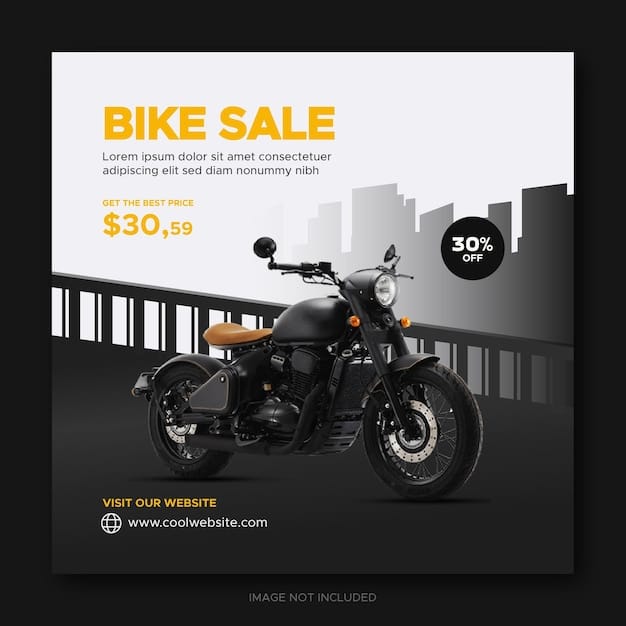 BIKE SALE
Lorem ipsum dolor sit amet, consectetuer
adipiscing elit, sed diam nonummy nibh
GET THE BEST PRICE
$30,59
30%
OFF
VISIT OUR WEBSITE
www.coolwebsite.com
IMAGE NOT INCLUDED